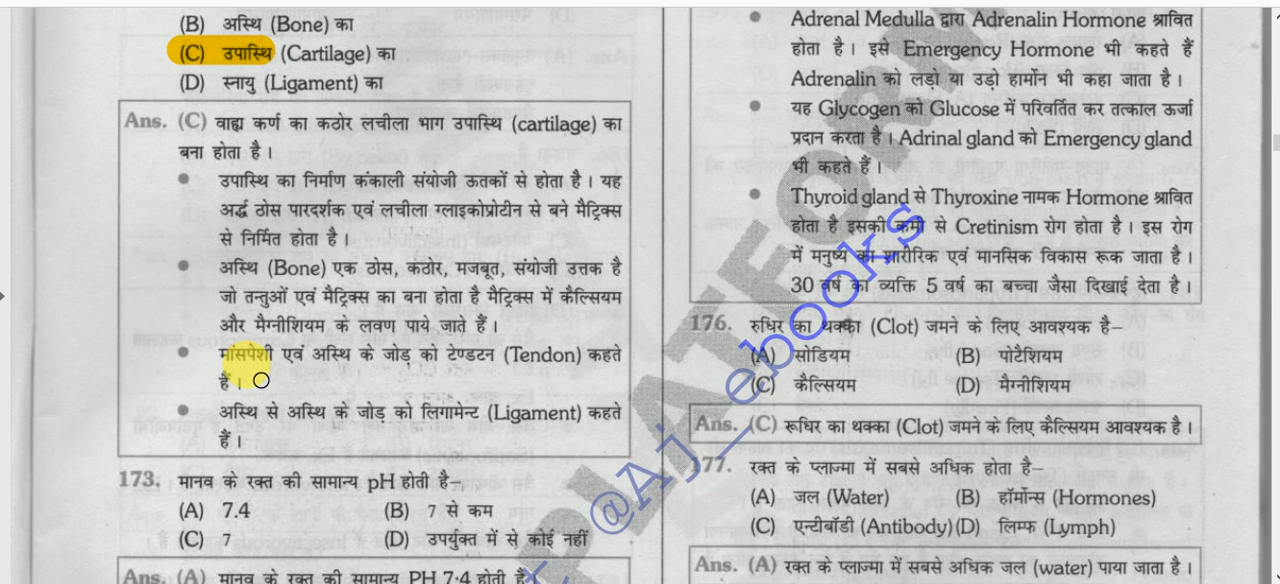 (B) अस्थि (Bone) का
(C) उपास्थि (Cartilage) का
(D) स्नायु (Ligament) का
Ans. (C) वाह्य कर्ण का कठोर लचीला भाग उपास्थि (cartilage) का
बना होता है।
● उपास्थि का निर्माण कंकाली संयोजी ऊतकों से होता है। यह
अर्द्ध ठोस पारदर्शक एवं लचीला ग्लाइकोप्रोटीन से बने मैट्रिक्स
से निर्मित होता है।
● अस्थि (Bone) एक ठोस, कठोर, मजबूत, संयोजी उत्तक है
जो तन्तुओं एवं मैट्रिक्स का बना होता है मैट्रिक्स में कैल्सियम
और मैग्नीशियम के लवण पाये जाते हैं।
● मांसपेशी एवं अस्थि के जोड़ को टेण्डटन (Tendon) कहते
हैं।
● अस्थि से अस्थि के जोड़ को लिगामेन्ट (Ligament) कहते
हैं।
173. मानव के रक्त की सामान्य pH होती है–
(A) 7.4 (B) 7 से कम
(C) 7 (D) उपर्युक्त में से कोई नहीं
Ans. (A) मानव के रक्त की सामान्य PH 7.4 होती है
● Adrenal Medulla द्वारा Adrenalin Hormone श्रावित
होता है। इसे Emergency Hormone भी कहते हैं
Adrenalin को लड़ो या उड़ो हार्मोन भी कहा जाता है।
● यह Glycogen को Glucose में परिवर्तित कर तत्काल ऊर्जा
प्रदान करता है। Adrinal gland को Emergency gland
भी कहते हैं।
● Thyroid gland से Thyroxine नामक Hormone श्रावित
होता है इसकी कमी से Cretinism रोग होता है। इस रोग
में मनुष्य का शारीरिक एवं मानसिक विकास रूक जाता है।
30 वर्ष का व्यक्ति 5 वर्ष का बच्चा जैसा दिखाई देता है।
176. रुधिर का थक्का (Clot) जमने के लिए आवश्यक है–
(A) सोडियम (B) पोटैशियम
(C) कैल्सियम (D) मैग्नीशियम
Ans. (C) रूधिर का थक्का (Clot) जमने के लिए कैल्सियम आवश्यक है।
177. रक्त के प्लाज्मा में सबसे अधिक होता है–
(A) जल (Water) (B) हॉर्मोन्स (Hormones)
(C) एन्टीबॉडी (Antibody) (D) लिम्फ (Lymph)
Ans. (A) रक्त के प्लाज्मा में सबसे अधिक जल (water) पाया जाता है।
@Aj_ebooks